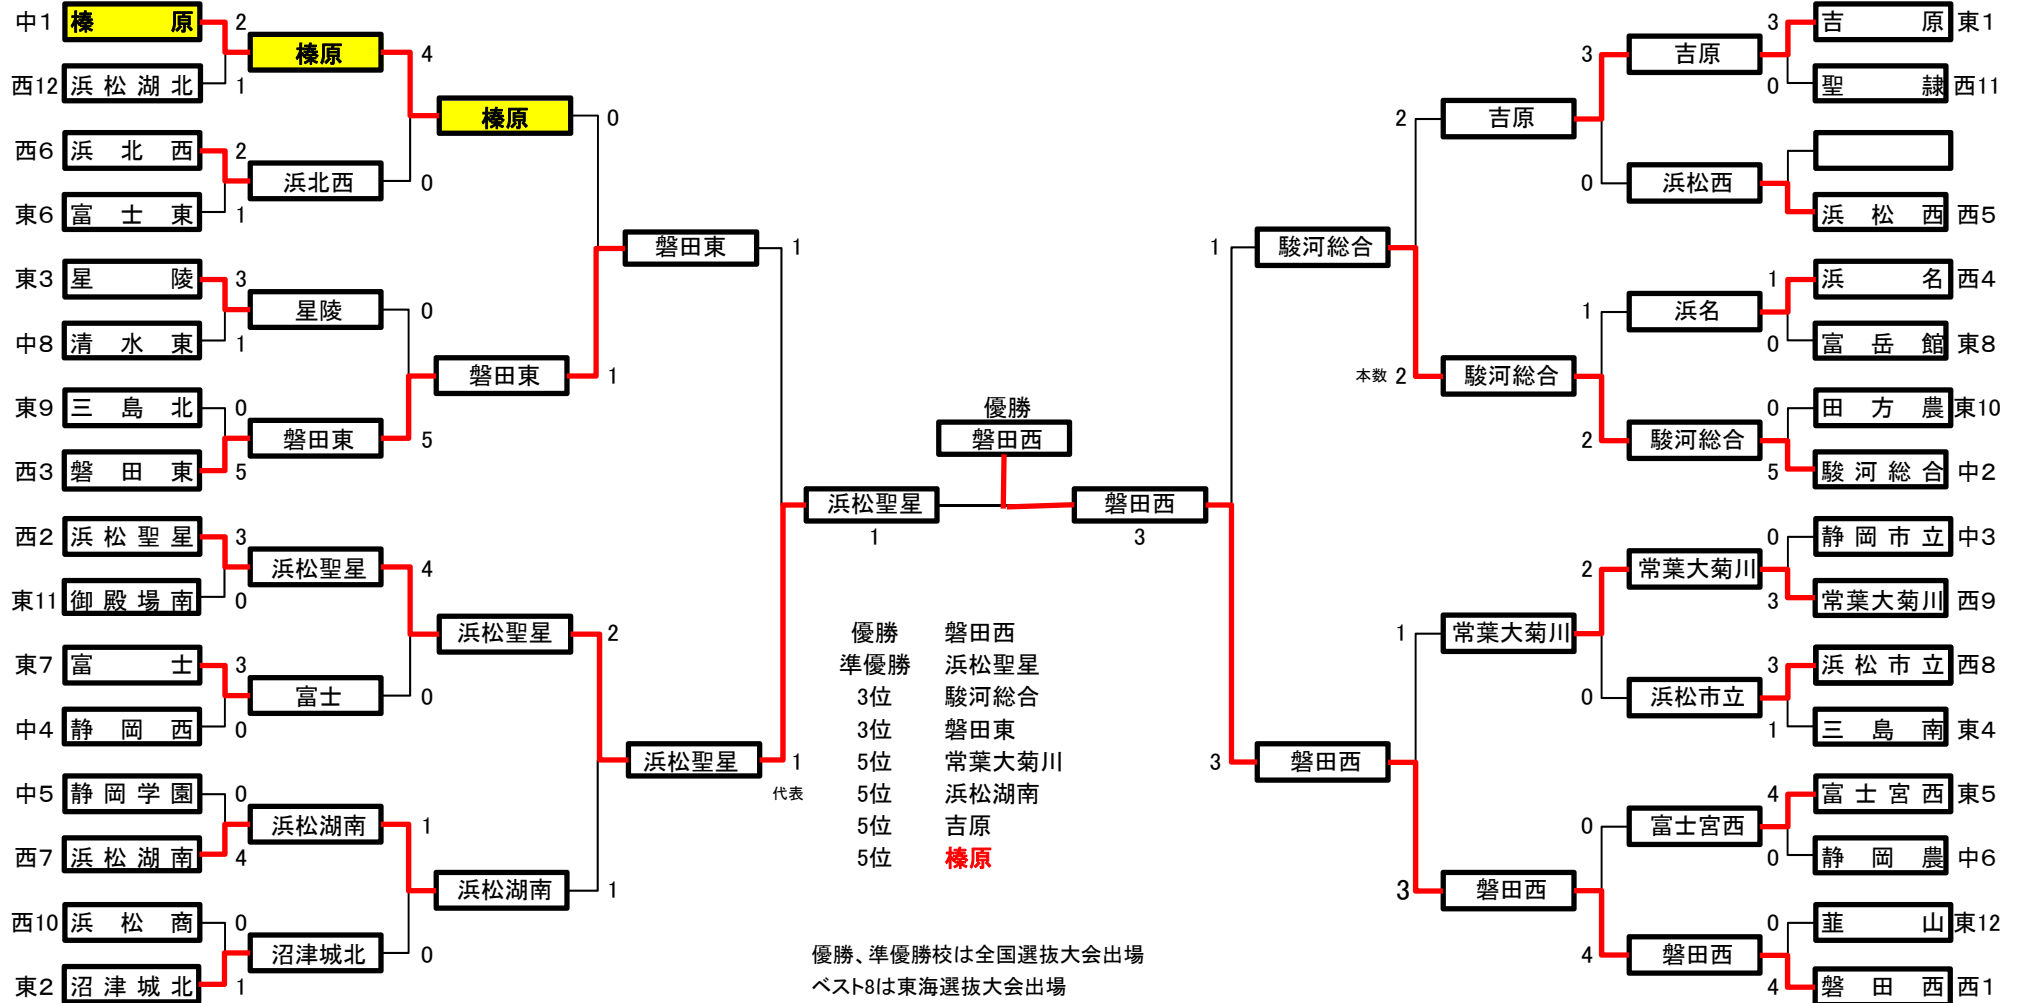 中1 榛原 2
西12 浜松湖北 1
榛原 4
西6 浜北西 2
東6 富士東 1
浜北西 0
榛原 0
東3 星陵 3
中8 清水東 1
星陵 0
東9 三島北 0
西3 磐田東 5
磐田東 5
磐田東 1
磐田東 1
西2 浜松聖星 3
東11 御殿場南 0
浜松聖星 4
東7 富士 3
中4 静岡西 0
富士 0
浜松聖星 2
中5 静岡学園 0
西7 浜松湖南 4
浜松湖南 1
西10 浜松商 0
東2 沼津城北 1
沼津城北 0
浜松湖南 1
浜松聖星 1
代表
浜松聖星
1
優勝
磐田西
磐田西
3
優勝 磐田西
準優勝 浜松聖星
3位 駿河総合
3位 磐田東
5位 常葉大菊川
5位 浜松湖南
5位 吉原
5位 榛原
優勝、準優勝校は全国選抜大会出場
ベスト8は東海選抜大会出場
3 吉原 東1
0 聖隷 西11
3 吉原
浜松西 西5
0 浜松西
2 吉原
1 浜名 西4
0 富岳館 東8
1 浜名
0 田方農 東10
5 駿河総合 中2
2 駿河総合
本数 2 駿河総合
1 駿河総合
0 静岡市立 中3
3 常葉大菊川 西9
2 常葉大菊川
3 浜松市立 西8
1 三島南 東4
0 浜松市立
1 常葉大菊川
4 富士宮西 東5
0 静岡農 中6
0 富士宮西
0 韮山 東12
4 磐田西 西1
4 磐田西
3 磐田西
3 磐田西